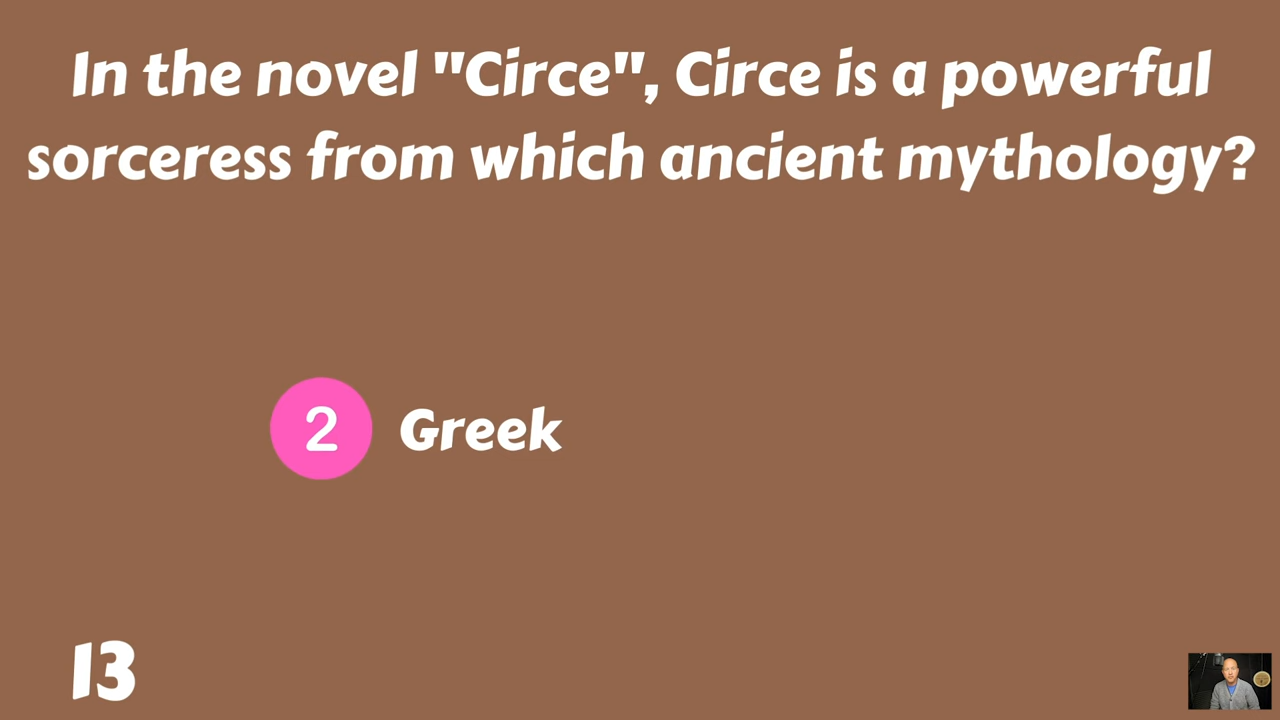 In the novel "Circe", Circe is a powerful
sorceress from which ancient mythology?
2 Greek
13